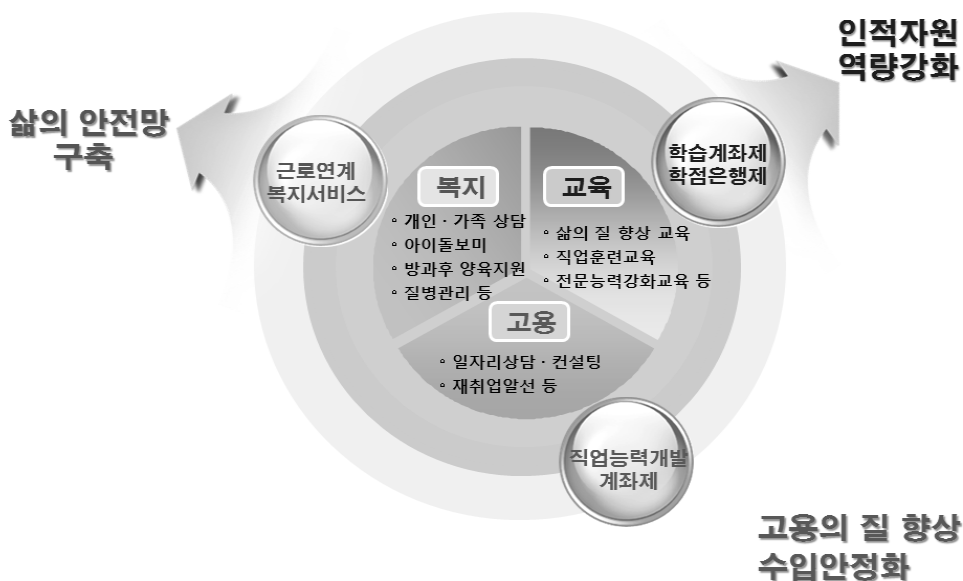 인적자원
역량강화
삶의 안전망
구축
근로연계
복지서비스
학습계좌제
학점은행제
복지
◦ 개인 · 가족 상담
◦ 아이돌보미
◦ 방과후 양육지원
◦ 질병관리 등
교육
◦ 삶의 질 향상 교육
◦ 직업훈련교육
◦ 전문능력강화교육 등
고용
◦ 일자리상담 · 컨설팅
◦ 재취업알선 등
직업능력개발
계좌제
고용의 질 향상
수입안정화